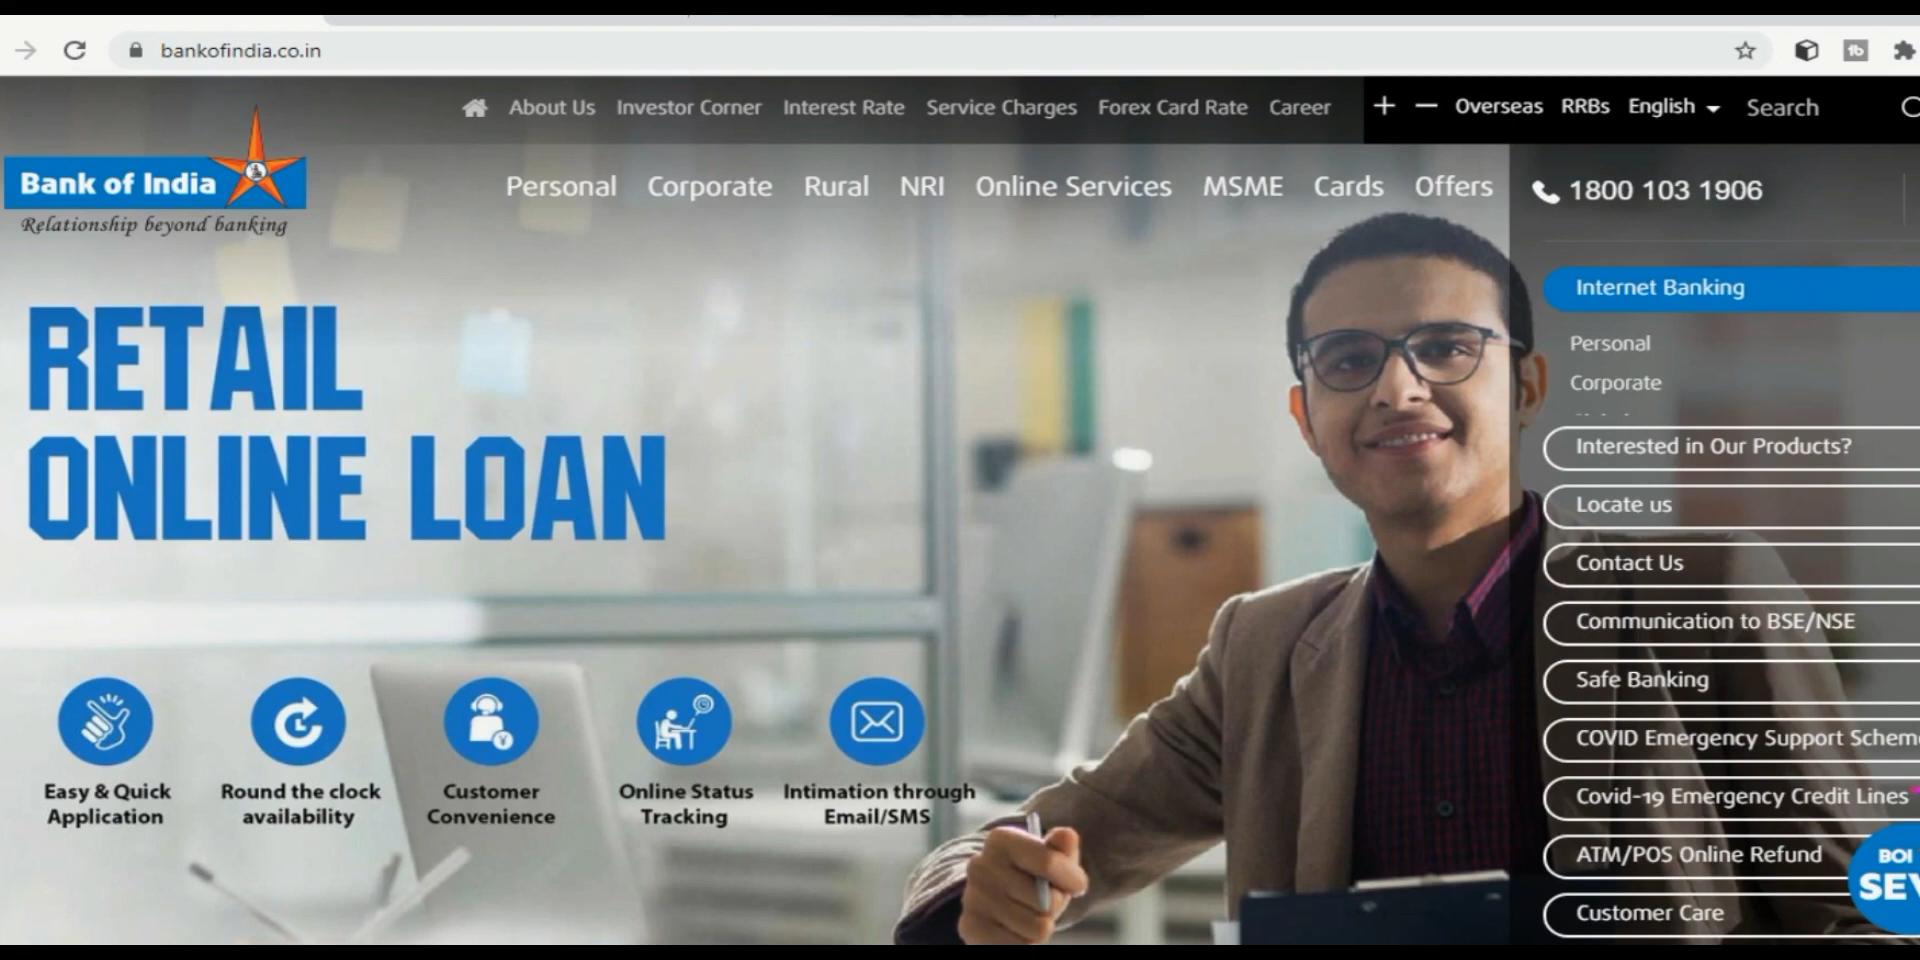 bankofindia.co.in
About Us Investor Corner Interest Rate Service Charges Forex Card Rate Career
+ − Overseas RRBs English Search
Bank of India
Relationship beyond banking
Personal Corporate Rural NRI Online Services MSME Cards Offers
1800 103 1906
RETAIL
ONLINE LOAN
Easy & Quick
Application
Round the clock
availability
Customer
Convenience
Online Status
Tracking
Intimation through
Email/SMS
Internet Banking
Personal
Corporate
Interested in Our Products?
Locate us
Contact Us
Communication to BSE/NSE
Safe Banking
COVID Emergency Support Scheme
Covid-19 Emergency Credit Lines
ATM/POS Online Refund
Customer Care
BOI